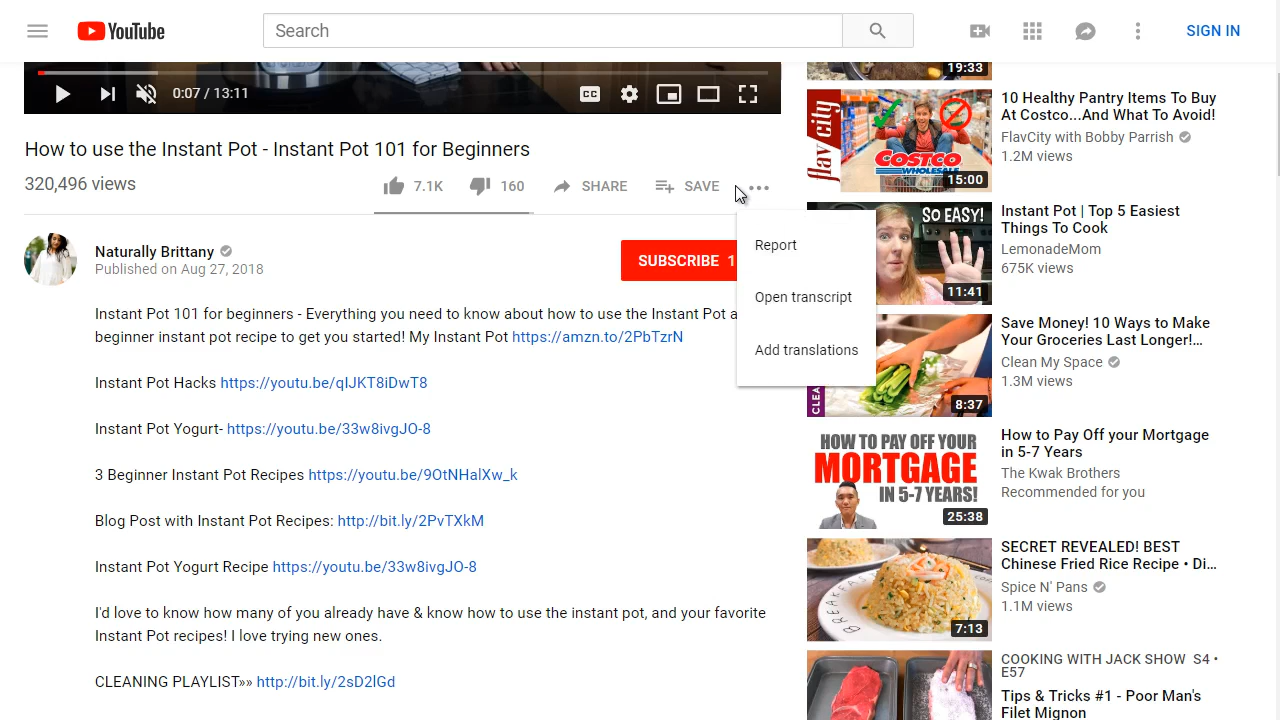 YouTube
Search
SIGN IN
0:07 / 13:11
CC
How to use the Instant Pot - Instant Pot 101 for Beginners
320,496 views
7.1K
160
SHARE
SAVE
Report
Open transcript
Add translations
Naturally Brittany
Published on Aug 27, 2018
SUBSCRIBE 1
Instant Pot 101 for beginners - Everything you need to know about how to use the Instant Pot a
beginner instant pot recipe to get you started! My Instant Pot https://amzn.to/2PbTzrN
Instant Pot Hacks https://youtu.be/qIJKT8iDwT8
Instant Pot Yogurt- https://youtu.be/33w8ivgJO-8
3 Beginner Instant Pot Recipes https://youtu.be/9OtNHalXw_k
Blog Post with Instant Pot Recipes: http://bit.ly/2PvTXkM
Instant Pot Yogurt Recipe https://youtu.be/33w8ivgJO-8
I'd love to know how many of you already have & know how to use the instant pot, and your favorite
Instant Pot recipes! I love trying new ones.
CLEANING PLAYLIST»» http://bit.ly/2sD2lGd
19:33
flav city
COSTCO
WHOLESALE
15:00
10 Healthy Pantry Items To Buy
At Costco...And What To Avoid!
FlavCity with Bobby Parrish
1.2M views
SO EASY!
11:41
Instant Pot | Top 5 Easiest
Things To Cook
LemonadeMom
675K views
CLEA
8:37
Save Money! 10 Ways to Make
Your Groceries Last Longer!...
Clean My Space
1.3M views
HOW TO PAY OFF YOUR
MORTGAGE
IN 5-7 YEARS!
25:38
How to Pay Off your Mortgage
in 5-7 Years
The Kwak Brothers
Recommended for you
BREAKFAST
7:13
SECRET REVEALED! BEST
Chinese Fried Rice Recipe • Di...
Spice N' Pans
1.1M views
COOKING WITH JACK SHOW S4 •
E57
Tips & Tricks #1 - Poor Man's
Filet Mignon